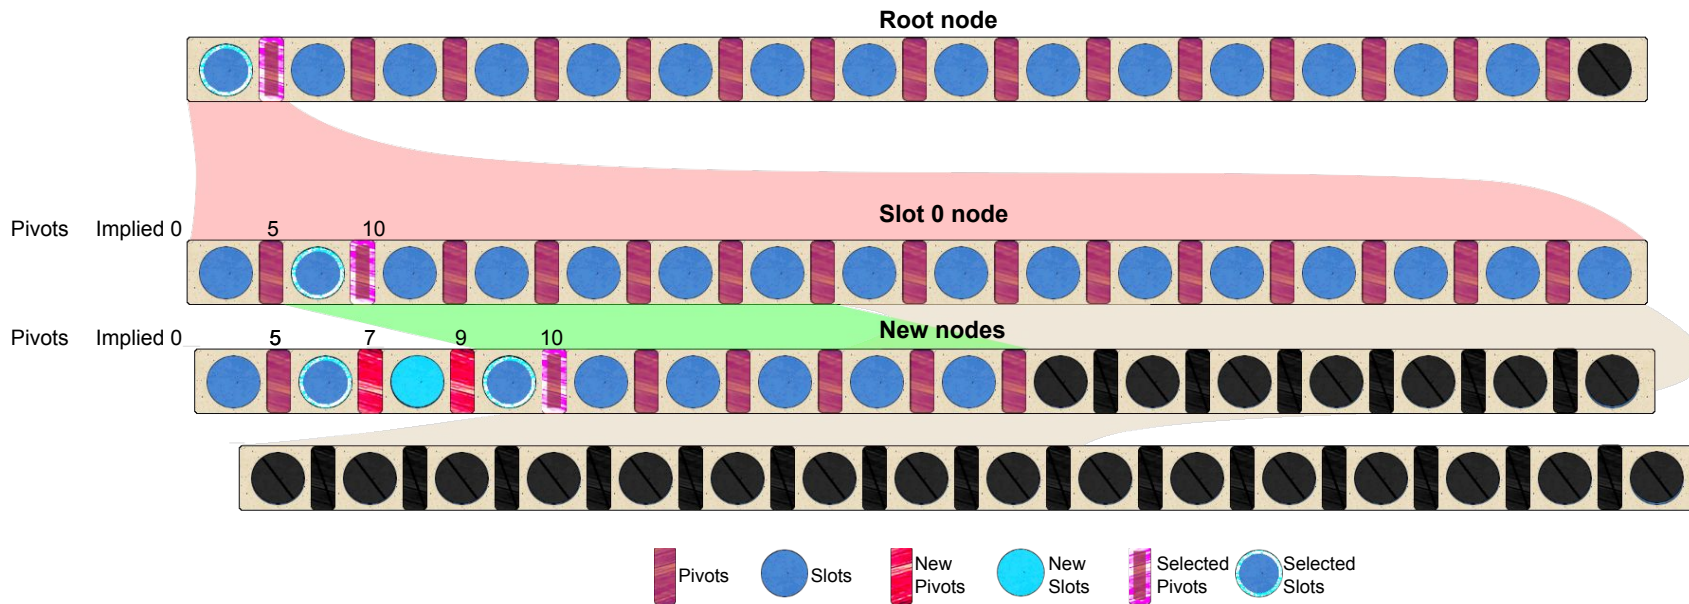 Root node
Slot 0 node
Pivots Implied 0 5 10
New nodes
Pivots Implied 0 5 7 9 10
Pivots
Slots
New
Pivots
New
Slots
Selected
Pivots
Selected
Slots